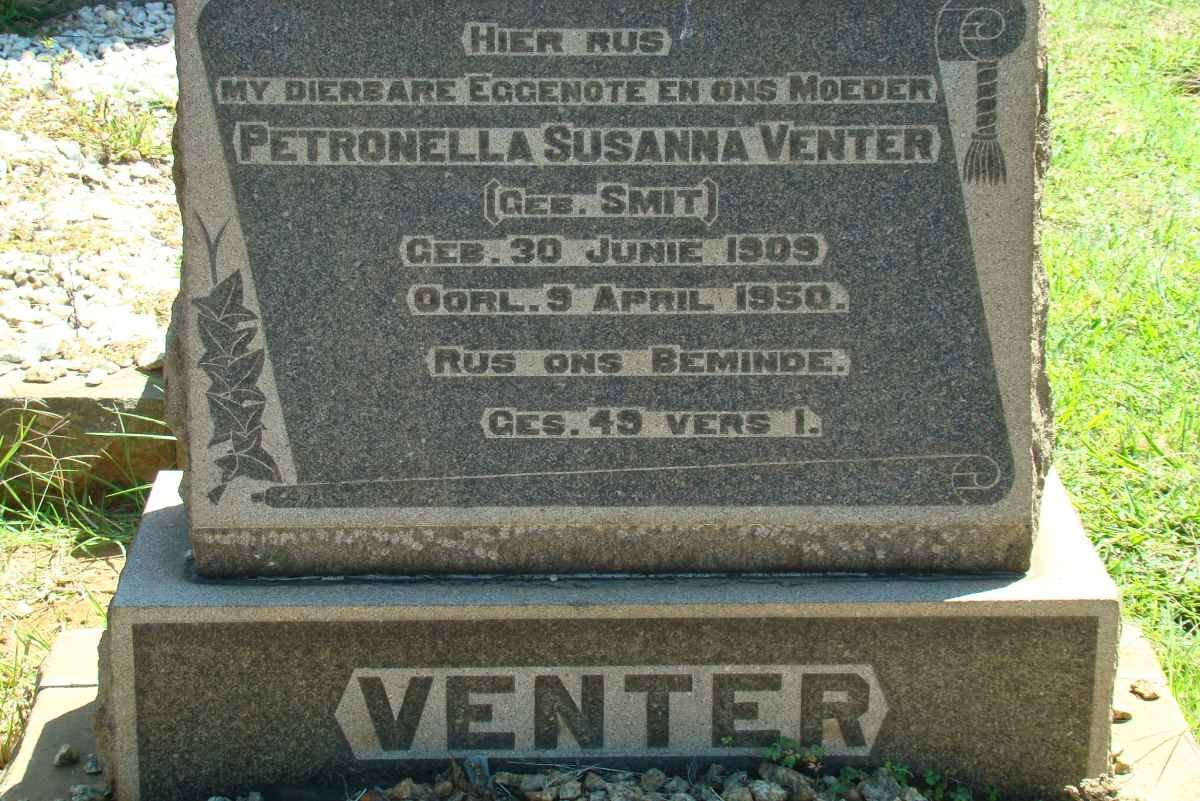 Hier rus
my dierbare Eggenote en ons Moeder
Petronella Susanna Venter
(Geb. Smit)
Geb. 30 Junie 1909
Oorl. 9 April 1950.
Rus ons Beminde.
Ges. 49 vers 1.
VENTER